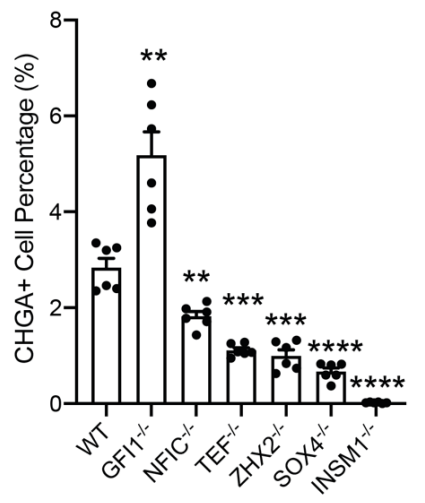 CHGA+ Cell Percentage (%)
8
6
4
2
0
**
**
***
***
****
****
WT
GFI1-/-
NFIC-/-
TEF-/-
ZHX2-/-
SOX4-/-
INSM1-/-